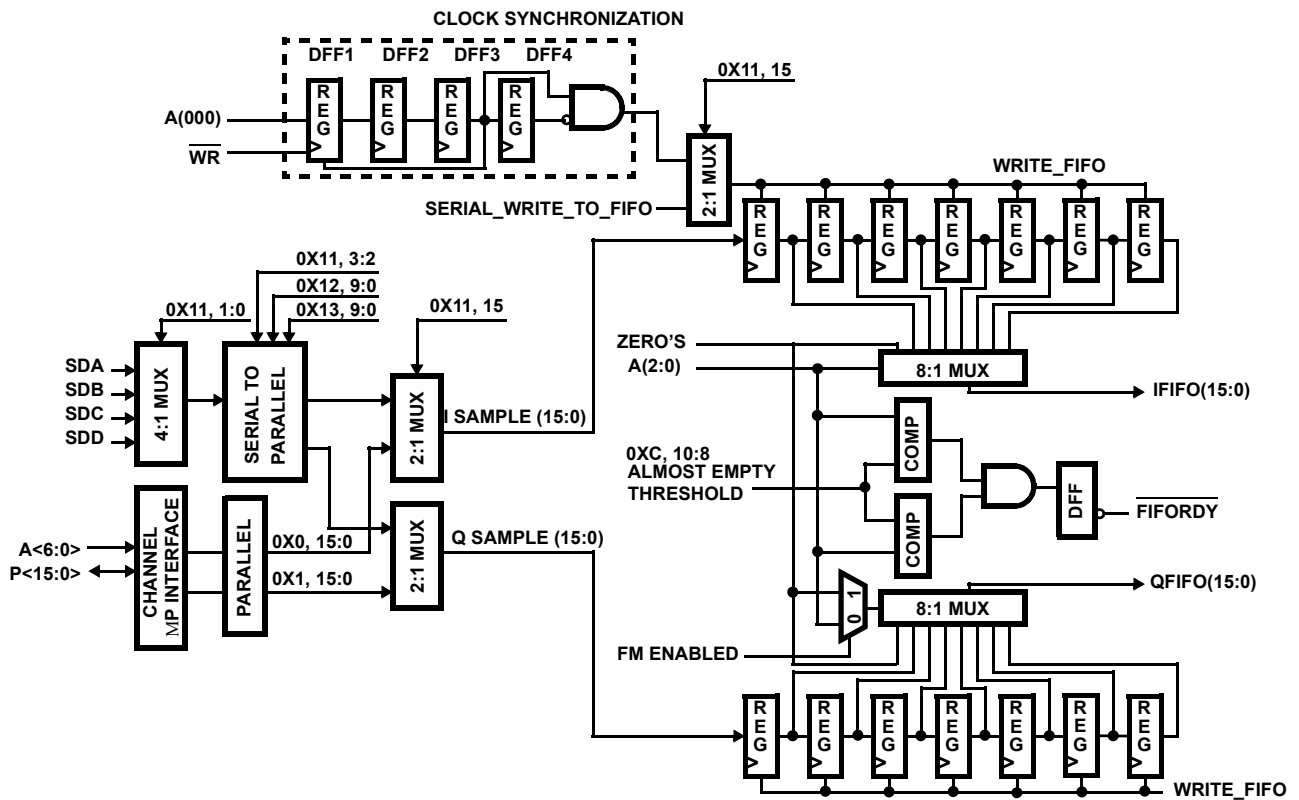 CLOCK SYNCHRONIZATION
DFF1 DFF2 DFF3 DFF4
REG REG REG REG
0X11, 15
A(000)
WR
2:1 MUX
WRITE_FIFO
SERIAL_WRITE_TO_FIFO
REG REG REG REG REG REG REG
0X11, 3:2
0X12, 9:0
0X11, 1:0
0X13, 9:0
0X11, 15
SDA
SDB
SDC
SDD
4:1 MUX
SERIAL TO
PARALLEL
2:1 MUX
I SAMPLE (15:0)
ZERO'S
A(2:0)
8:1 MUX
IFIFO(15:0)
COMP
0XC, 10:8
ALMOST EMPTY
THRESHOLD
COMP
DFF
FIFORDY
A<6:0>
P<15:0>
CHANNEL
ΜP INTERFACE
PARALLEL
0X0, 15:0
0X1, 15:0
2:1 MUX
Q SAMPLE (15:0)
0 1
8:1 MUX
QFIFO(15:0)
FM ENABLED
REG REG REG REG REG REG REG
WRITE_FIFO